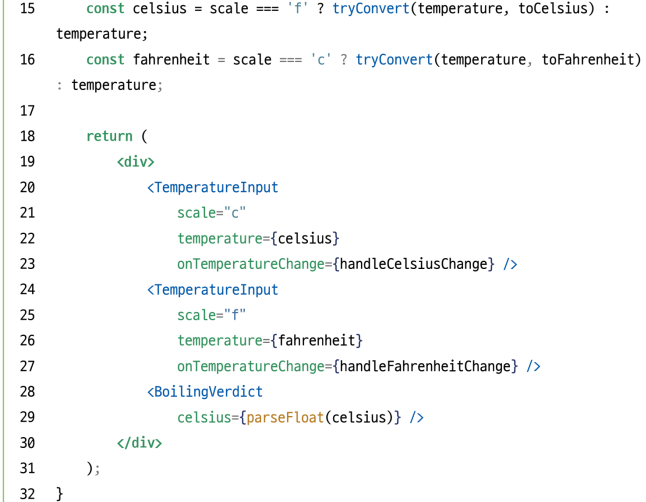 15 const celsius = scale === 'f' ? tryConvert(temperature, toCelsius) :
temperature;
16 const fahrenheit = scale === 'c' ? tryConvert(temperature, toFahrenheit)
: temperature;
17
18 return (
19 <div>
20 <TemperatureInput
21 scale="c"
22 temperature={celsius}
23 onTemperatureChange={handleCelsiusChange} />
24 <TemperatureInput
25 scale="f"
26 temperature={fahrenheit}
27 onTemperatureChange={handleFahrenheitChange} />
28 <BoilingVerdict
29 celsius={parseFloat(celsius)} />
30 </div>
31 );
32 }